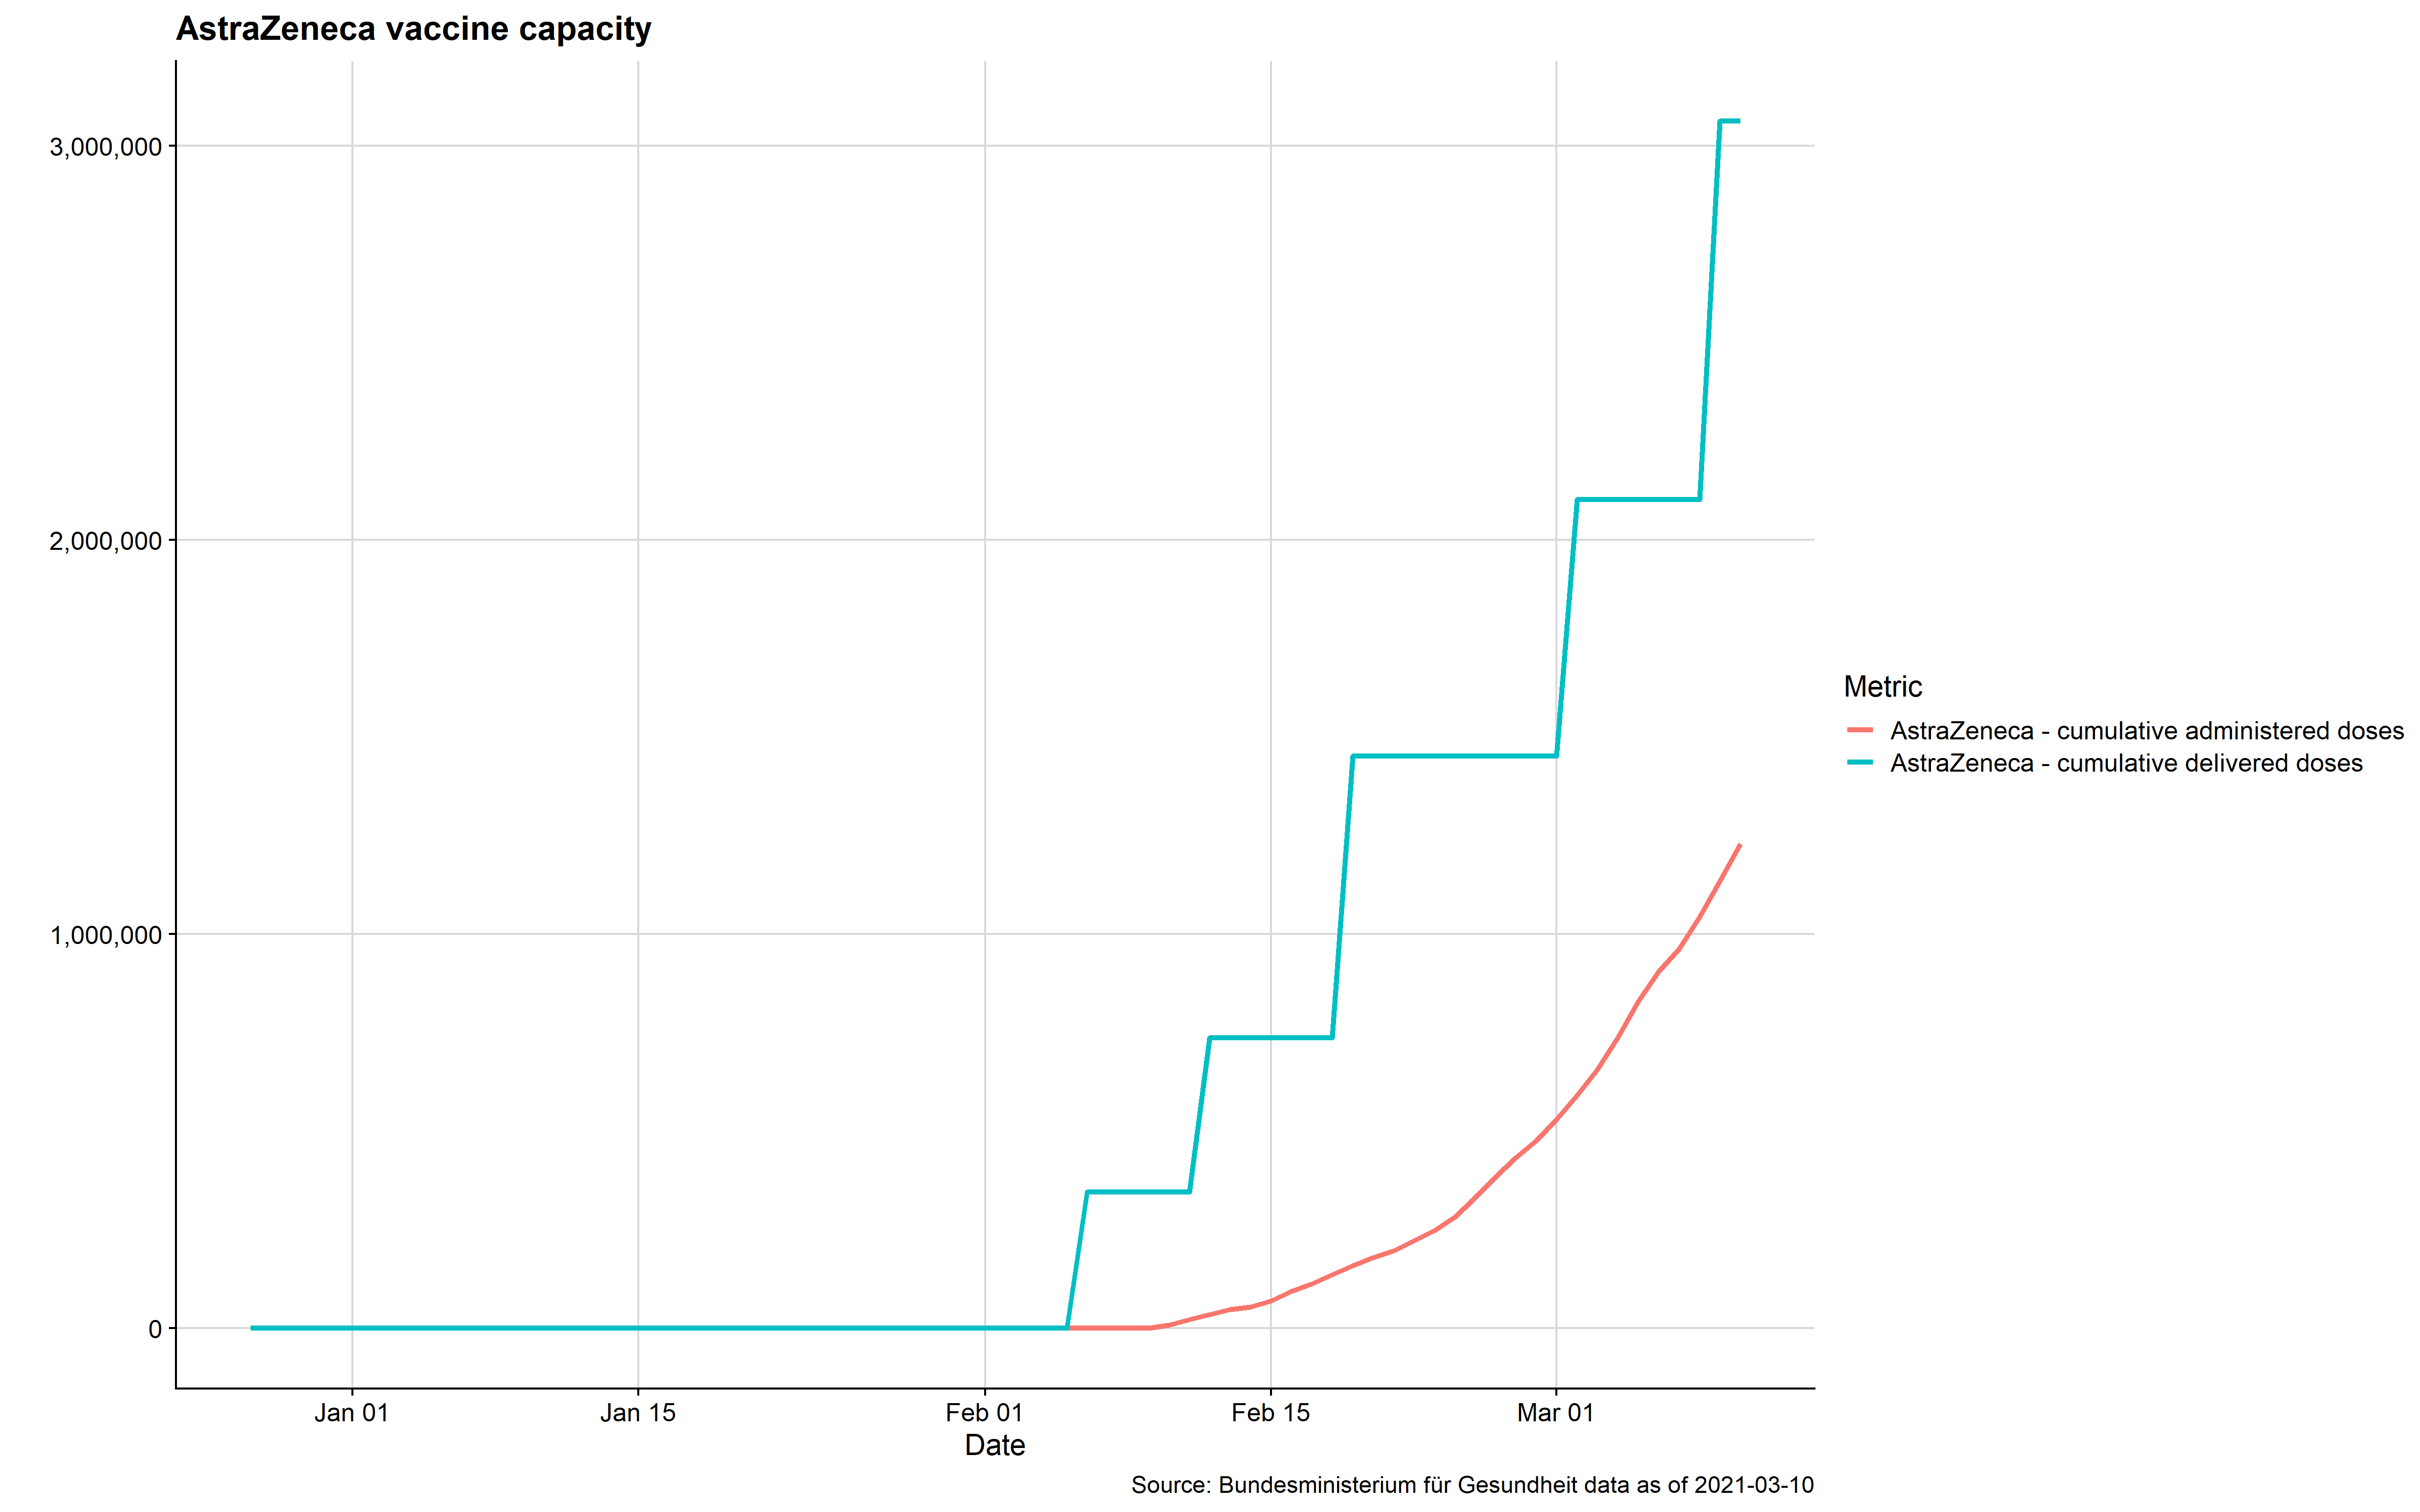 AstraZeneca vaccine capacity
3,000,000
2,000,000
1,000,000
0
Jan 01
Jan 15
Feb 01
Feb 15
Mar 01
Date
Metric
AstraZeneca - cumulative administered doses
AstraZeneca - cumulative delivered doses
Source: Bundesministerium für Gesundheit data as of 2021-03-10